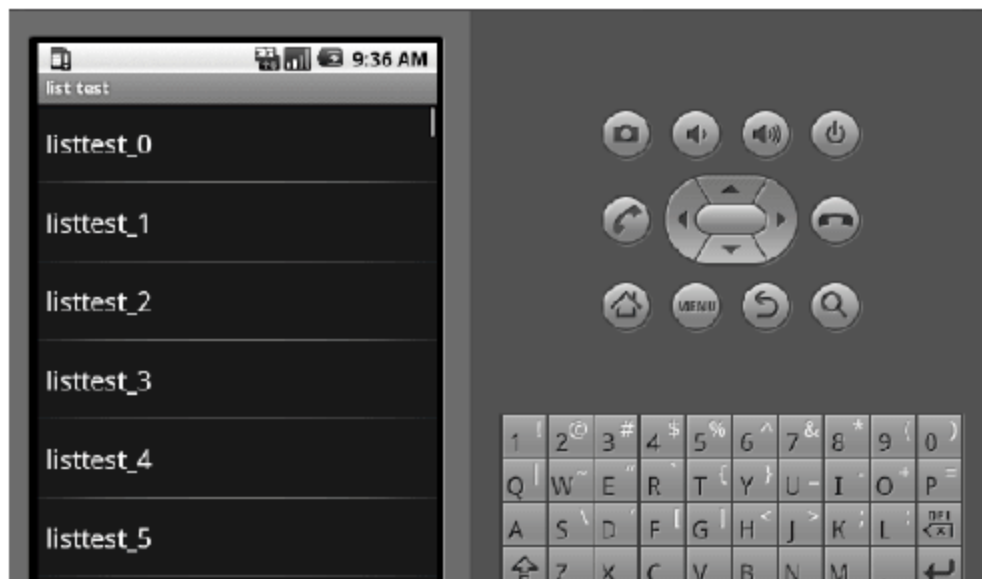 9:36 AM
list test
listtest_0
listtest_1
listtest_2
listtest_3
listtest_4
listtest_5
MENU
1 ! 2 @ 3 # 4 $ 5 % 6 ^ 7 & 8 * 9 ( 0 )
Q | W ~ E " R ` T { Y } U _ I - O + P =
A S \ D ' F [ G ] H < J > K ; L : DEL
Z X C V B N M